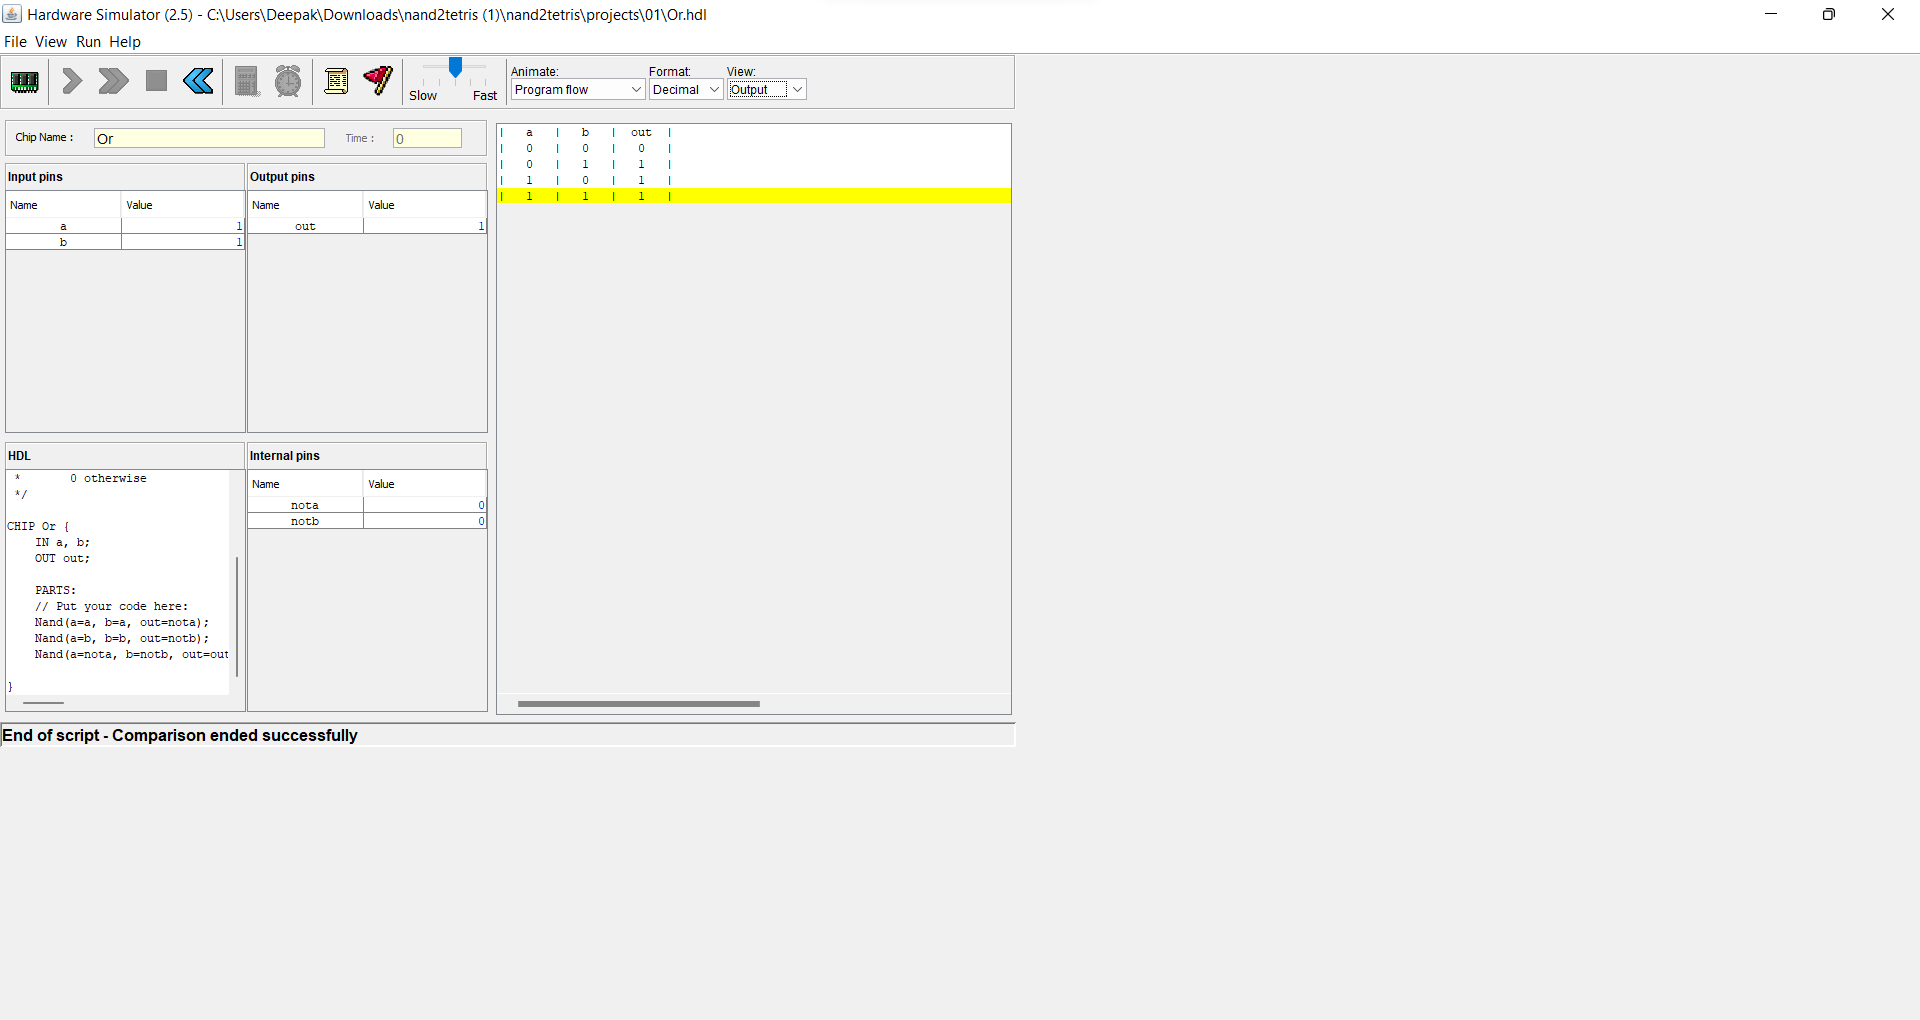 Hardware Simulator (2.5) - C:\Users\Deepak\Downloads\nand2tetris (1)\nand2tetris\projects\01\Or.hdl
File View Run Help
Slow Fast
Animate: Format: View:
Program flow Decimal Output
Chip Name : Or Time : 0
Input pins
Name Value
a 1
b 1
Output pins
Name Value
out 1
| a | b | out |
| 0 | 0 | 0 |
| 0 | 1 | 1 |
| 1 | 0 | 1 |
| 1 | 1 | 1 |
HDL
* 0 otherwise
*/
CHIP Or {
IN a, b;
OUT out;
PARTS:
// Put your code here:
Nand(a=a, b=a, out=nota);
Nand(a=b, b=b, out=notb);
Nand(a=nota, b=notb, out=out
}
Internal pins
Name Value
nota 0
notb 0
End of script - Comparison ended successfully